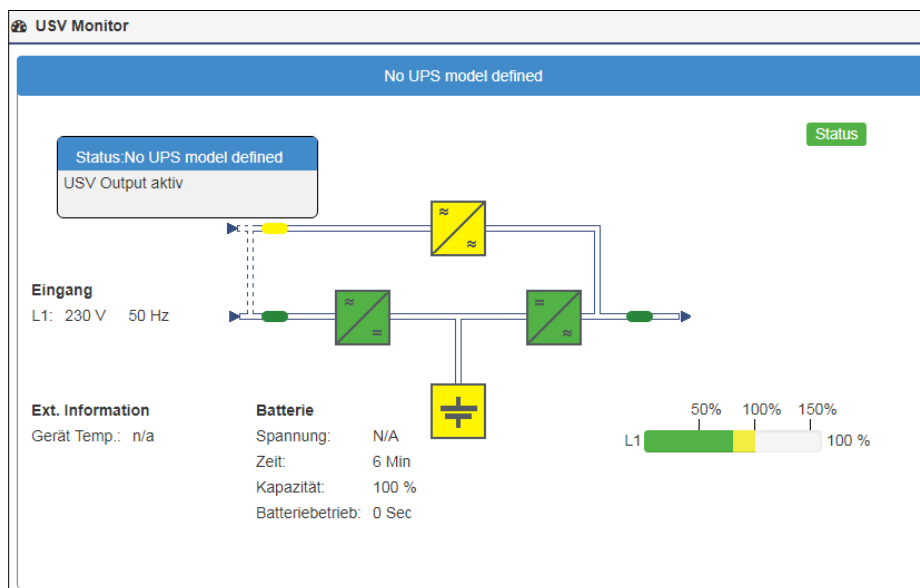 USV Monitor
No UPS model defined
Status
Status:No UPS model defined
USV Output aktiv
Eingang
L1: 230 V 50 Hz
Ext. Information
Gerät Temp.: n/a
Batterie
Spannung: N/A
Zeit: 6 Min
Kapazität: 100 %
Batteriebetrieb: 0 Sec
50% 100% 150%
L1 100 %